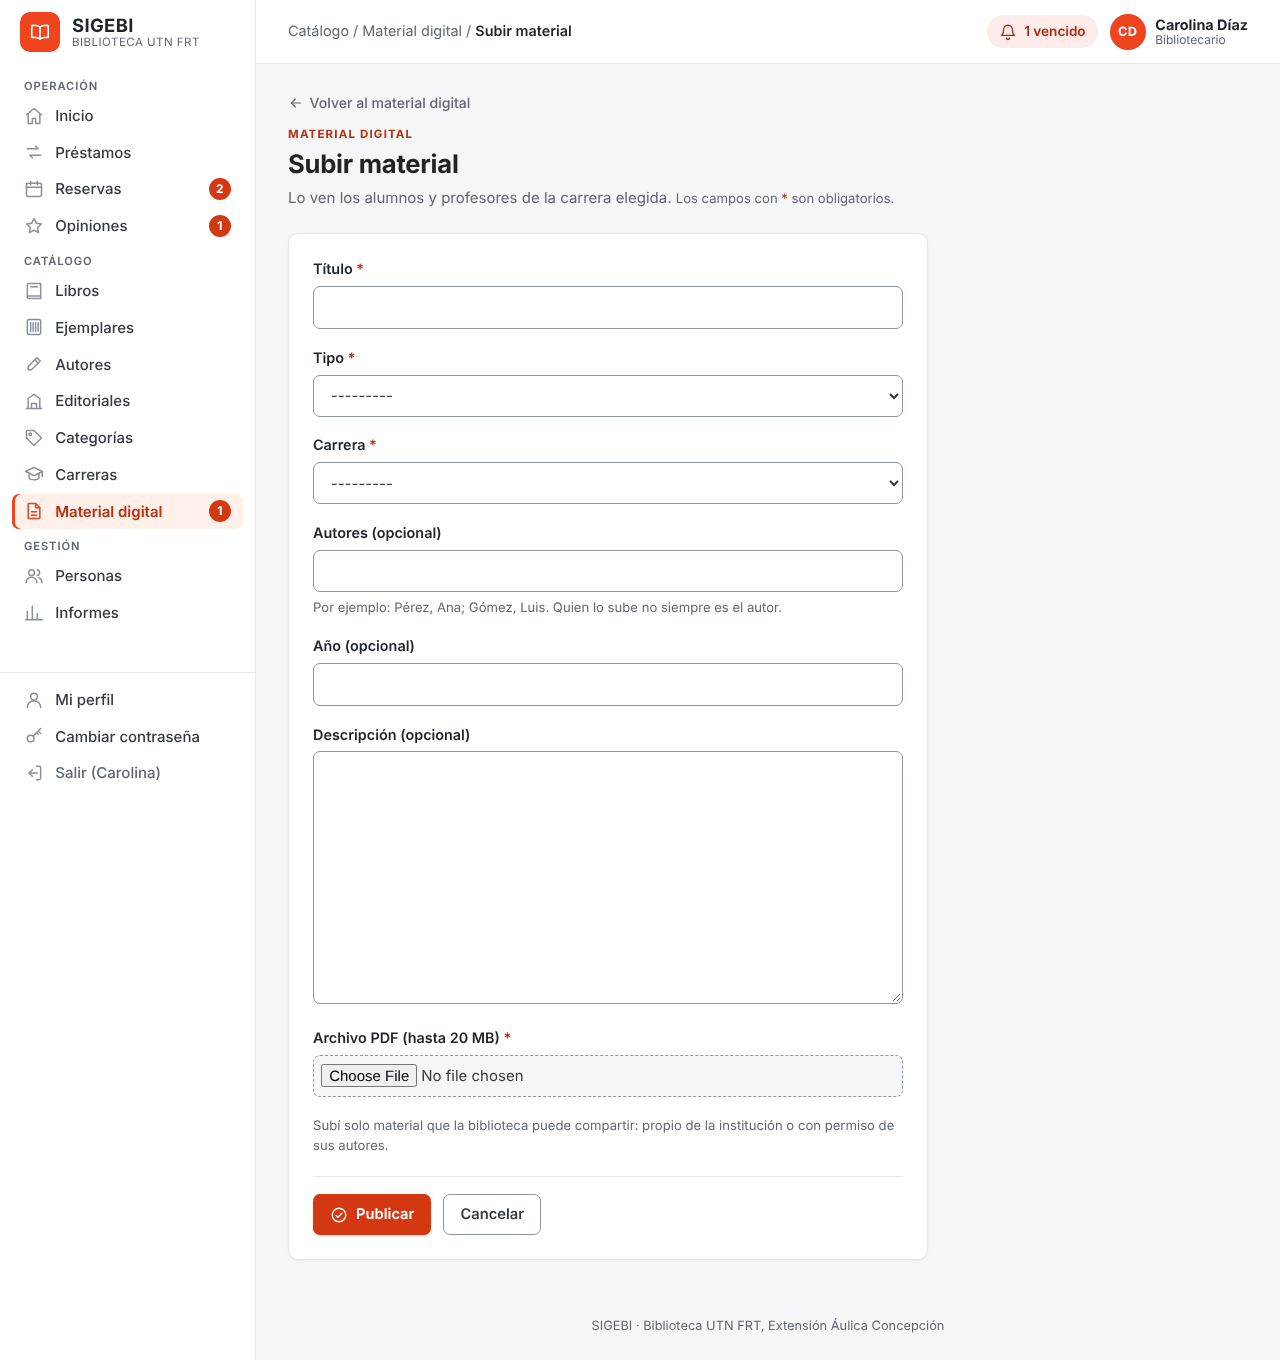 SIGEBI
BIBLIOTECA UTN FRT
OPERACIÓN
Inicio
Préstamos
Reservas 2
Opiniones 1
CATÁLOGO
Libros
Ejemplares
Autores
Editoriales
Categorías
Carreras
Material digital 1
GESTIÓN
Personas
Informes
Mi perfil
Cambiar contraseña
Salir (Carolina)
Catálogo / Material digital / Subir material
1 vencido
CD
Carolina Díaz
Bibliotecario
← Volver al material digital
MATERIAL DIGITAL
Subir material
Lo ven los alumnos y profesores de la carrera elegida. Los campos con * son obligatorios.
Título *
Tipo *
---------
Carrera *
---------
Autores (opcional)
Por ejemplo: Pérez, Ana; Gómez, Luis. Quien lo sube no siempre es el autor.
Año (opcional)
Descripción (opcional)
Archivo PDF (hasta 20 MB) *
Choose File No file chosen
Subí solo material que la biblioteca puede compartir: propio de la institución o con permiso de
sus autores.
Publicar
Cancelar
SIGEBI · Biblioteca UTN FRT, Extensión Áulica Concepción